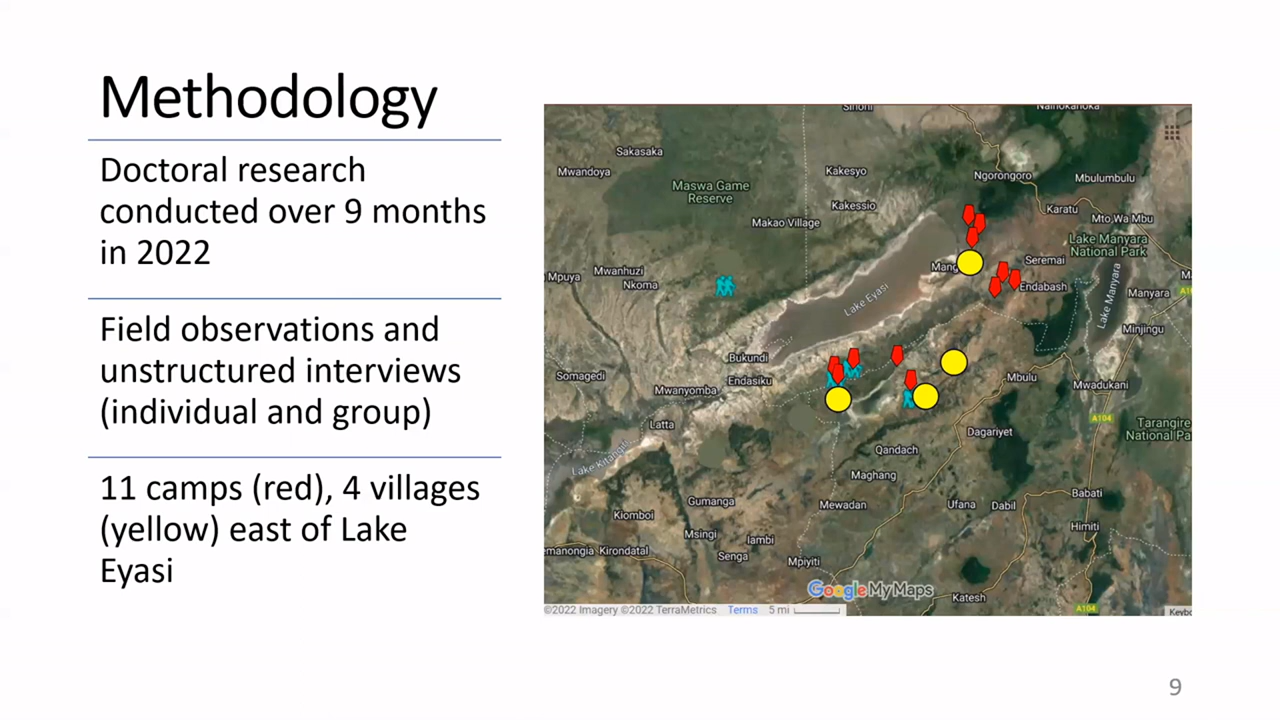 Methodology
Doctoral research
conducted over 9 months
in 2022
Field observations and
unstructured interviews
(individual and group)
11 camps (red), 4 villages
(yellow) east of Lake
Eyasi
Sakasaka
Mwandoya
Maswa Game
Reserve
Kakesyo
Kakessio
Makao Village
Ngorongoro
Mbulumbulu
Karatu
Mto Wa Mbu
Lake Manyara
National Park
Mpuya
Mwanhuzi
Nkoma
Mang
Seremai
Endabash
Lake Eyasi
Lake Manyara
Manyara
Minjingu
Bukundi
Endasiku
Somagedi
Mwanyomba
Mbulu
Mwadukani
A104
Latta
Lake Kitangiri
Dagariyet
Tarangire
National Pa
Qandach
Maghang
Gumanga
Mewadan
Ufana
Dabil
Babati
Kiomboi
Msingi
Iambi
Himiti
emanongia
Kirondatal
Senga
Mpiyiti
Google My Maps
Katesh
A104
©2022 Imagery ©2022 TerraMetrics
Terms
5 mi
Keybo
9